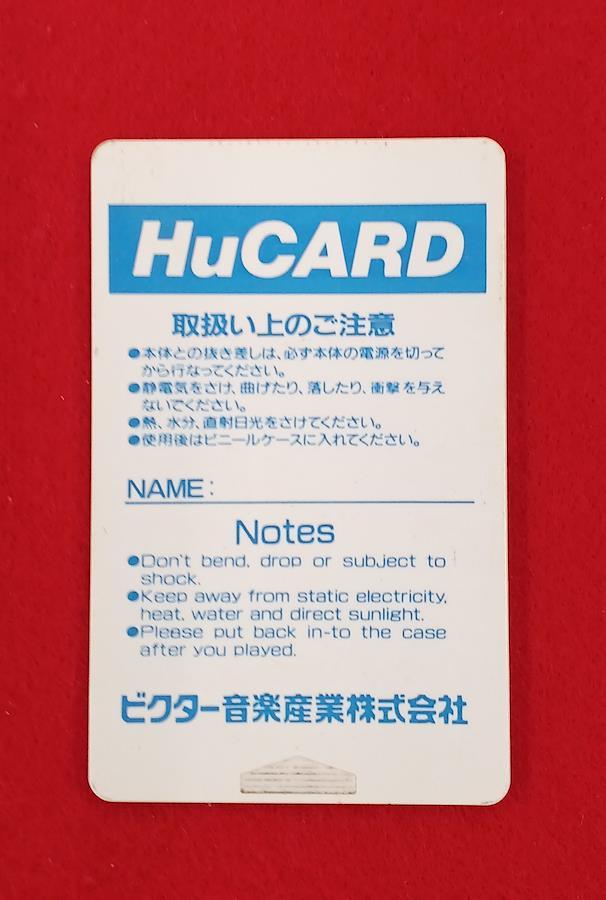 HuCARD
取扱い上のご注意
●本体との抜き差しは、必ず本体の電源を切って
から行なってください。
●静電気をさけ、曲げたり、落したり、衝撃を与え
ないでください。
●熱、水分、直射日光をさけてください。
●使用後はビニールケースに入れてください。
NAME:
Notes
●Don't bend, drop or subject to
shock.
●Keep away from static electricity,
heat, water and direct sunlight.
●Please put back in-to the case
after you played.
ビクター音楽産業株式会社